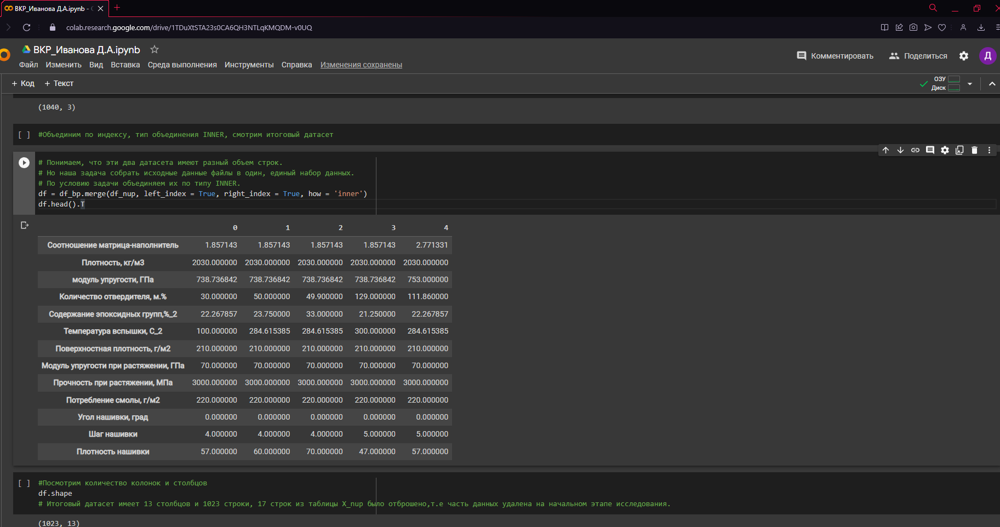 ВКР_Иванова Д.А.ipynb -
colab.research.google.com/drive/1TDuXtSTA23s0CA6QH3NTLqKMQDM-v0UQ
ВКР_Иванова Д.А.ipynb
Комментировать
Поделиться
Д
Файл Изменить Вид Вставка Среда выполнения Инструменты Справка Изменения сохранены
+ Код + Текст
ОЗУ
Диск
(1040, 3)
[ ] #Объединим по индексу, тип объединения INNER, смотрим итоговый датасет
# Понимаем, что эти два датасета имеют разный объем строк.
# Но наша задача собрать исходные данные файлы в один, единый набор данных.
# По условию задачи объединяем их по типу INNER.
df = df_bp.merge(df_nup, left_index = True, right_index = True, how = 'inner')
df.head().T
0 1 2 3 4
Соотношение матрица-наполнитель 1.857143 1.857143 1.857143 1.857143 2.771331
Плотность, кг/м3 2030.000000 2030.000000 2030.000000 2030.000000 2030.000000
модуль упругости, ГПа 738.736842 738.736842 738.736842 738.736842 753.000000
Количество отвердителя, м.% 30.000000 50.000000 49.900000 129.000000 111.860000
Содержание эпоксидных групп,%_2 22.267857 23.750000 33.000000 21.250000 22.267857
Температура вспышки, С_2 100.000000 284.615385 284.615385 300.000000 284.615385
Поверхностная плотность, г/м2 210.000000 210.000000 210.000000 210.000000 210.000000
Модуль упругости при растяжении, ГПа 70.000000 70.000000 70.000000 70.000000 70.000000
Прочность при растяжении, МПа 3000.000000 3000.000000 3000.000000 3000.000000 3000.000000
Потребление смолы, г/м2 220.000000 220.000000 220.000000 220.000000 220.000000
Угол нашивки, град 0.000000 0.000000 0.000000 0.000000 0.000000
Шаг нашивки 4.000000 4.000000 4.000000 5.000000 5.000000
Плотность нашивки 57.000000 60.000000 70.000000 47.000000 57.000000
[ ] #Посмотрим количество колонок и столбцов
df.shape
# Итоговый датасет имеет 13 столбцов и 1023 строки, 17 строк из таблицы X_nup было отброшено,т.е часть данных удалена на начальном этапе исследования.
(1023, 13)